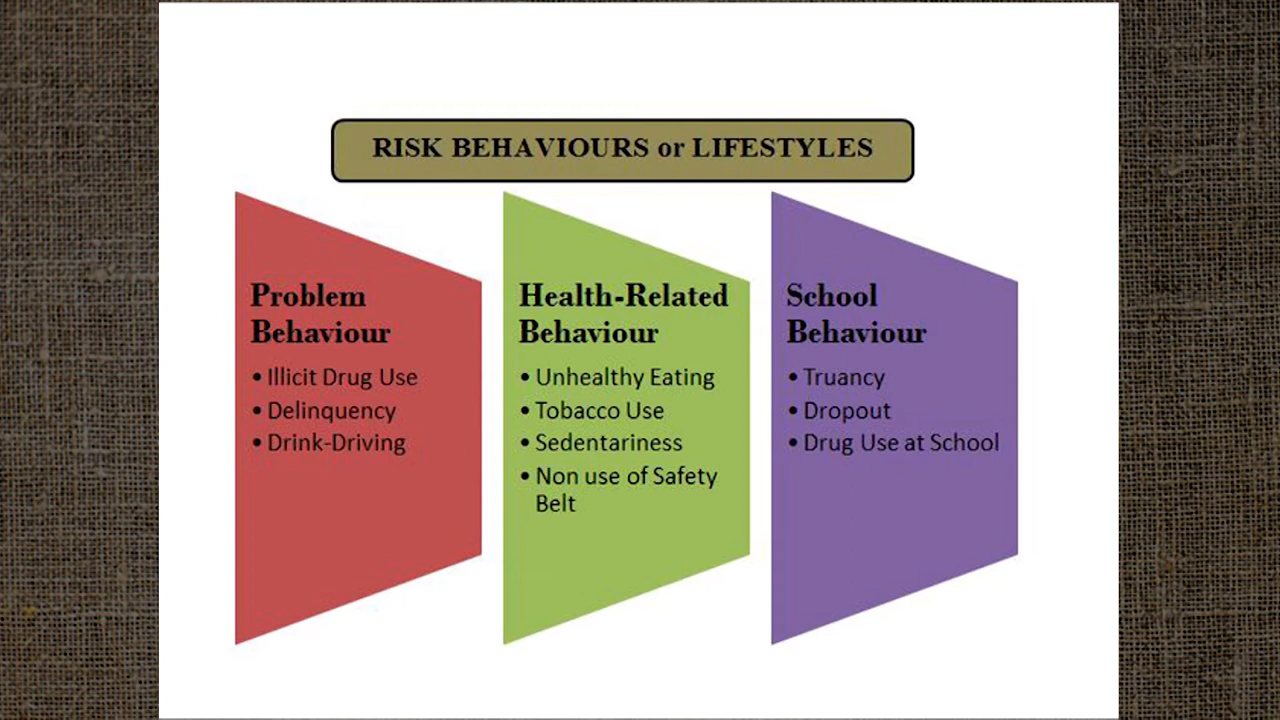 RISK BEHAVIOURS or LIFESTYLES
Problem
Behaviour
• Illicit Drug Use
• Delinquency
• Drink-Driving
Health-Related
Behaviour
• Unhealthy Eating
• Tobacco Use
• Sedentariness
• Non use of Safety
Belt
School
Behaviour
• Truancy
• Dropout
• Drug Use at School